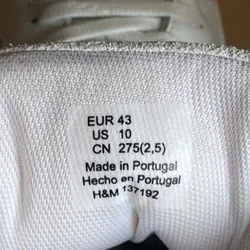 EUR 43
US 10
CN 275(2,5)
Made in Portugal
Hecho en Portugal
H&M 137192